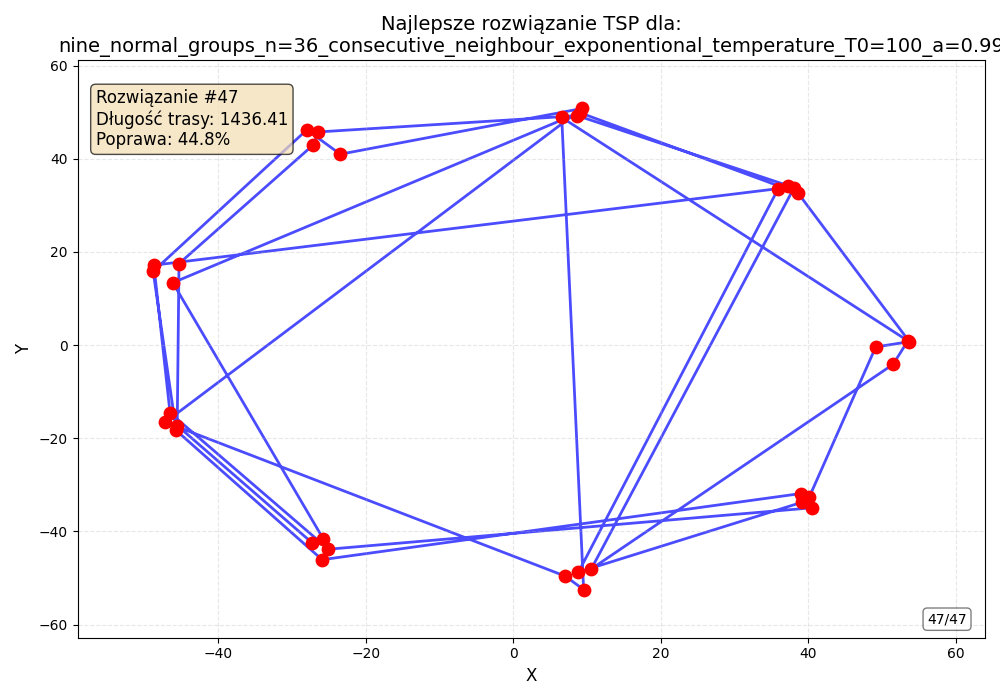 Najlepsze rozwiązanie TSP dla:
nine_normal_groups_n=36_consecutive_neighbour_exponentional_temperature_T0=100_a=0.99
Rozwiązanie #47
Długość trasy: 1436.41
Poprawa: 44.8%
60
40
20
0
−20
−40
−60
Y
47/47
−40
−20
0
20
40
60
X